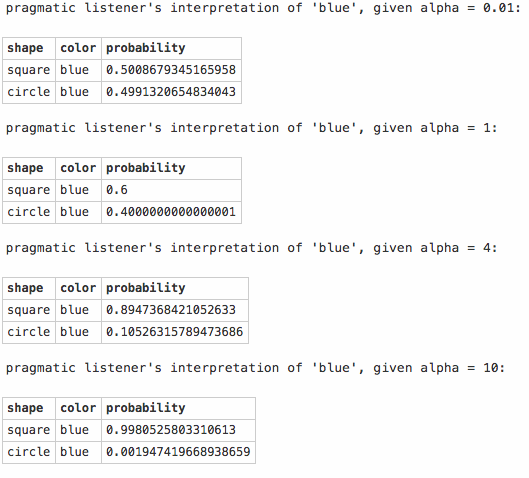 pragmatic listener's interpretation of 'blue', given alpha = 0.01:
shape color probability
square blue 0.5008679345165958
circle blue 0.4991320654834043
pragmatic listener's interpretation of 'blue', given alpha = 1:
shape color probability
square blue 0.6
circle blue 0.4000000000000001
pragmatic listener's interpretation of 'blue', given alpha = 4:
shape color probability
square blue 0.8947368421052633
circle blue 0.10526315789473686
pragmatic listener's interpretation of 'blue', given alpha = 10:
shape color probability
square blue 0.9980525803310613
circle blue 0.001947419668938659